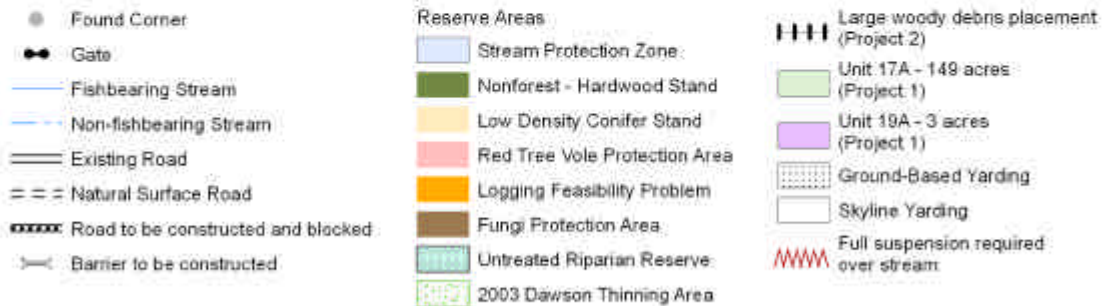 Found Corner
Gate
Fishbearing Stream
Non-fishbearing Stream
Existing Road
Natural Surface Road
Road to be constructed and blocked
Barrier to be constructed
Reserve Areas
Stream Protection Zone
Nonforest - Hardwood Stand
Low Density Conifer Stand
Red Tree Vole Protection Area
Logging Feasibility Problem
Fungi Protection Area
Untreated Riparian Reserve
2003 Dawson Thinning Area
Large woody debris placement
(Project 2)
Unit 17A - 149 acres
(Project 1)
Unit 19A - 3 acres
(Project 1)
Ground-Based Yarding
Skyline Yarding
Full suspension required
over stream